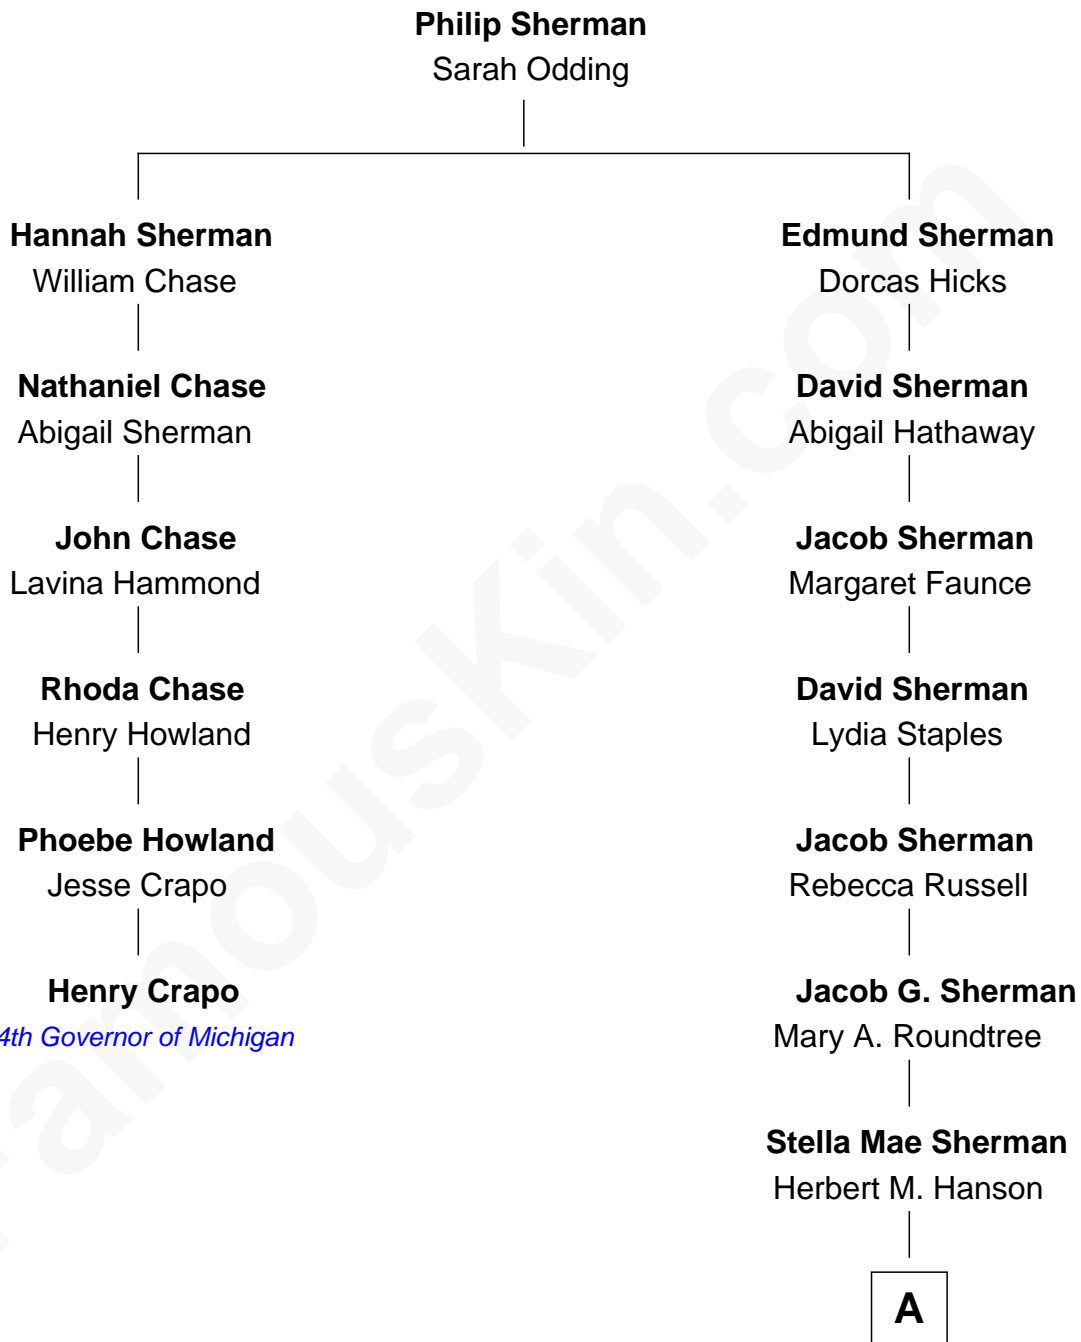 Philip Sherman
Sarah Odding
Hannah Sherman
William Chase
Nathaniel Chase
Abigail Sherman
John Chase
Lavina Hammond
Rhoda Chase
Henry Howland
Phoebe Howland
Jesse Crapo
Henry Crapo
4th Governor of Michigan
Edmund Sherman
Dorcas Hicks
David Sherman
Abigail Hathaway
Jacob Sherman
Margaret Faunce
David Sherman
Lydia Staples
Jacob Sherman
Rebecca Russell
Jacob G. Sherman
Mary A. Roundtree
Stella Mae Sherman
Herbert M. Hanson
A
FamousKin.com